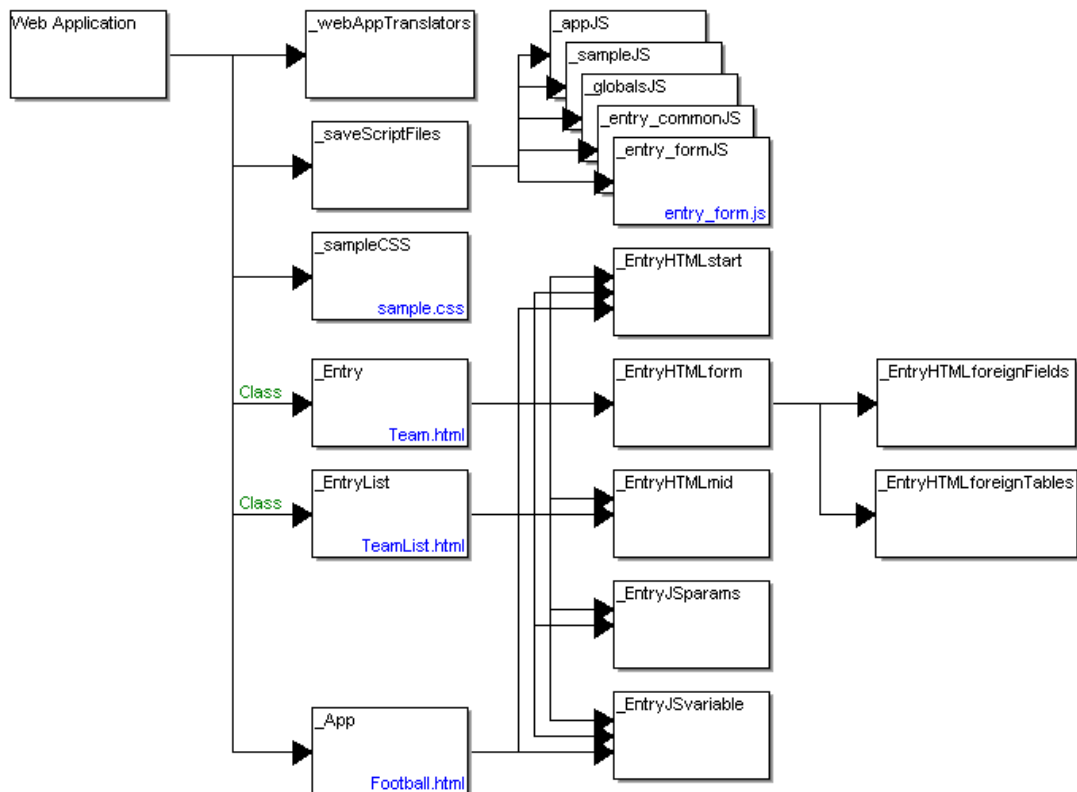 Web Application
_webAppTranslators
_appJS
_sampleJS
_globalsJS
_entry_commonJS
_saveScriptFiles
_entry_formJS
entry_form.js
_sampleCSS
sample.css
_EntryHTMLstart
Class
_Entry
Team.html
_EntryHTMLform
_EntryHTMLforeignFields
Class
_EntryList
TeamList.html
_EntryHTMLmid
_EntryHTMLforeignTables
_EntryJSparams
_App
Football.html
_EntryJSvariable